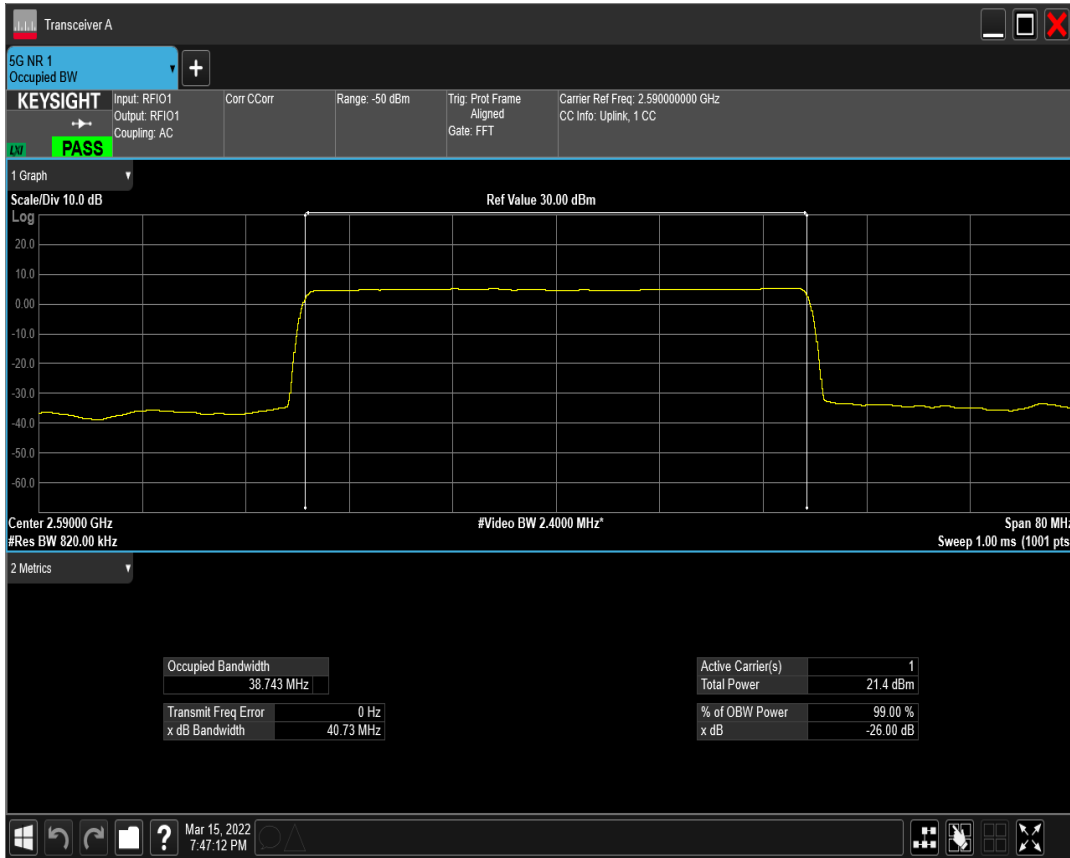 Transceiver A
5G NR 1
Occupied BW
+
KEYSIGHT
Input: RFIO1
Output: RFIO1
Coupling: AC
Corr CCorr
Range: -50 dBm
Trig: Prot Frame
Aligned
Gate: FFT
Carrier Ref Freq: 2.590000000 GHz
CC Info: Uplink, 1 CC
LXI
PASS
1 Graph
Scale/Div 10.0 dB
Ref Value 30.00 dBm
Log
20.0
10.0
0.00
-10.0
-20.0
-30.0
-40.0
-50.0
-60.0
Center 2.59000 GHz
#Video BW 2.4000 MHz*
Span 80 MHz
#Res BW 820.00 kHz
Sweep 1.00 ms (1001 pts
2 Metrics
Occupied Bandwidth
38.743 MHz
Transmit Freq Error 0 Hz
x dB Bandwidth 40.73 MHz
Active Carrier(s) 1
Total Power 21.4 dBm
% of OBW Power 99.00 %
x dB -26.00 dB
?
Mar 15, 2022
7:47:12 PM